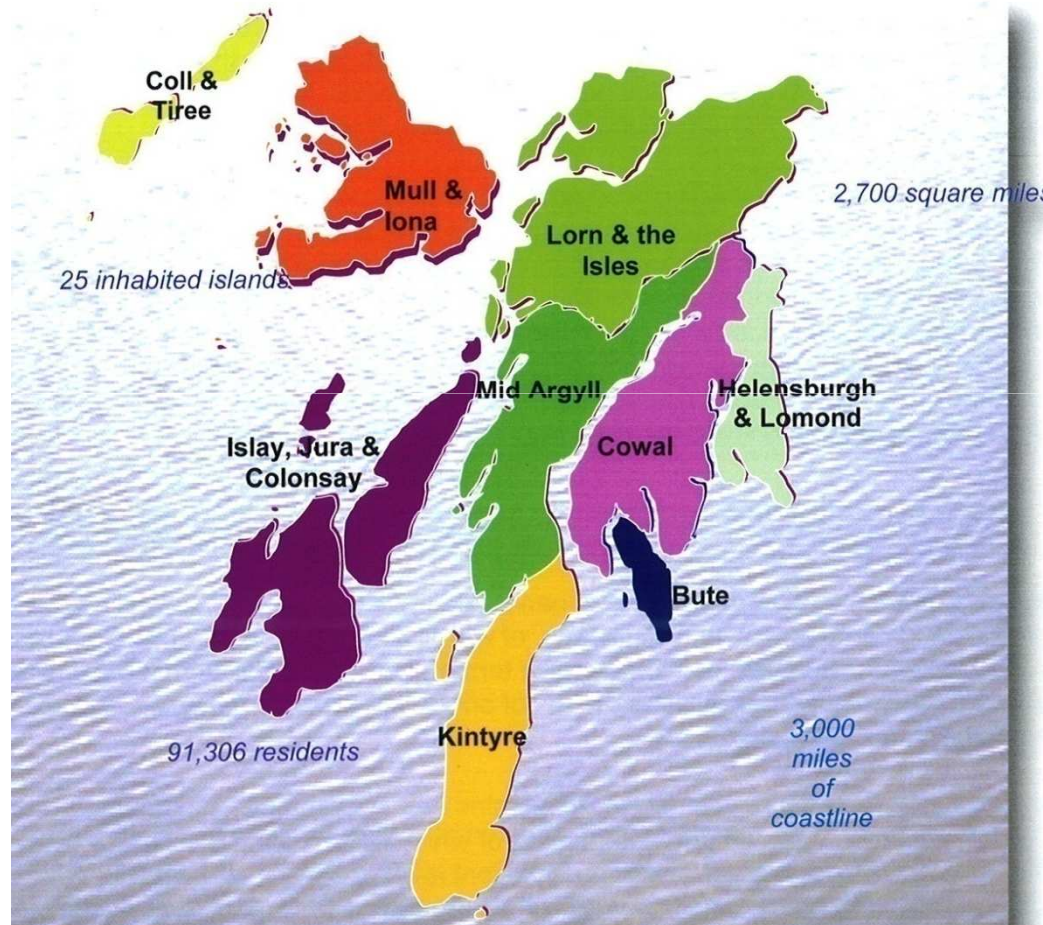 Coll &
Tiree
Mull &
Iona
2,700 square miles
Lorn & the
Isles
25 inhabited islands
Mid Argyll
Helensburgh
& Lomond
Islay, Jura &
Colonsay
Cowal
Bute
Kintyre
91,306 residents
3,000
miles
of
coastline